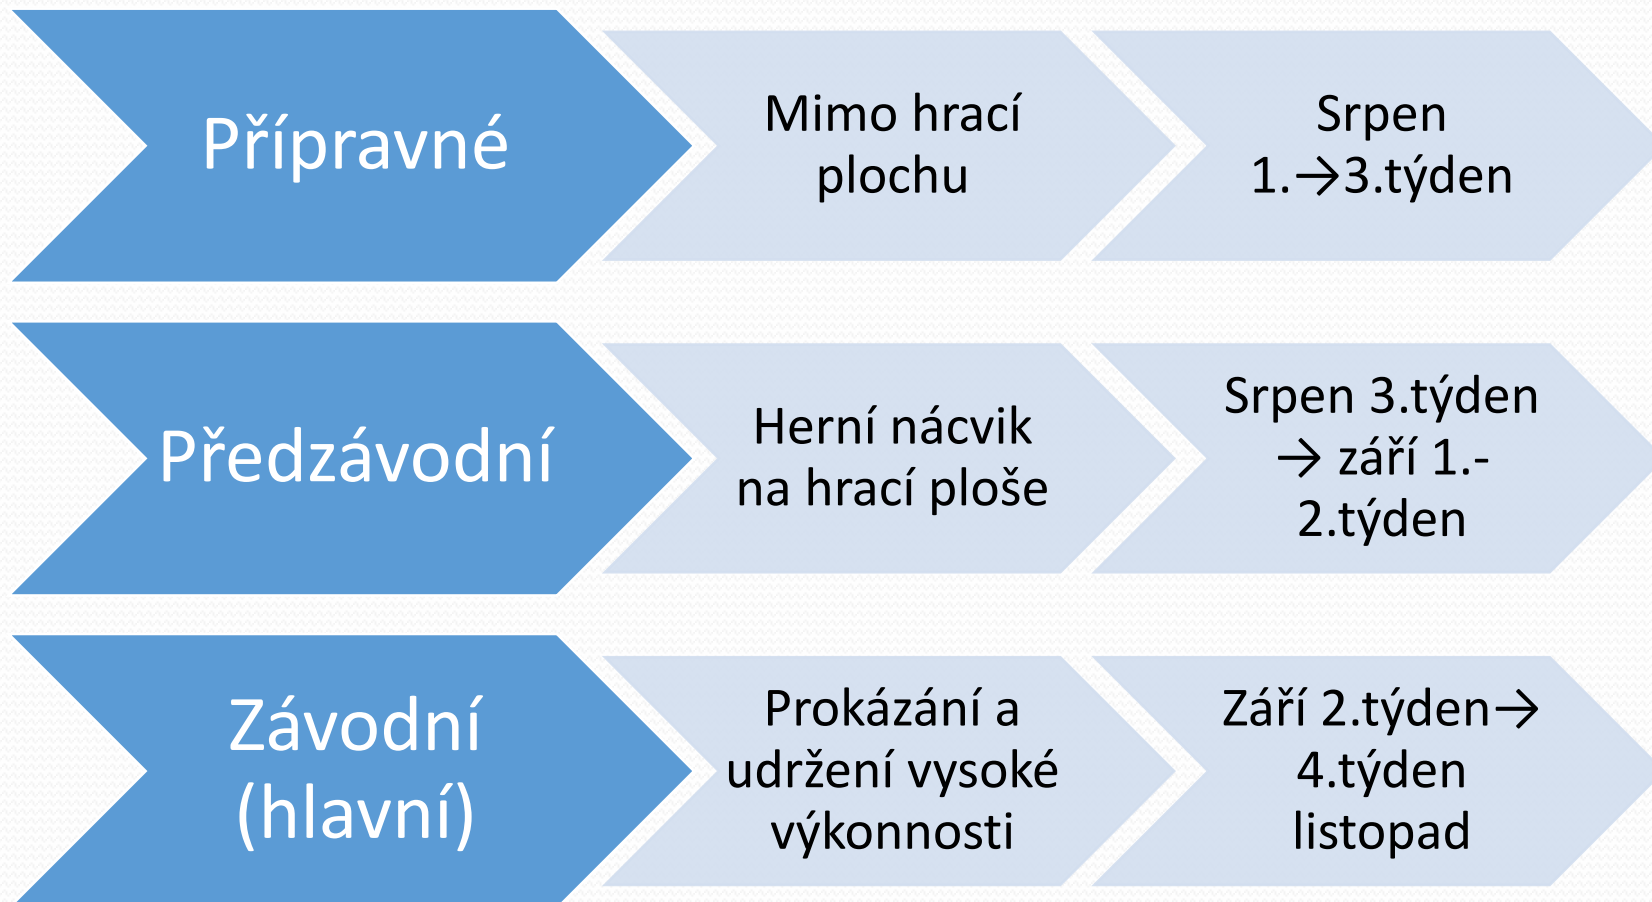 Přípravné
Mimo hrací
plochu
Srpen
1.→3.týden
Předzávodní
Herní nácvik
na hrací ploše
Srpen 3.týden
→ září 1.-
2.týden
Závodní
(hlavní)
Prokázání a
udržení vysoké
výkonnosti
Září 2.týden→
4.týden
listopad